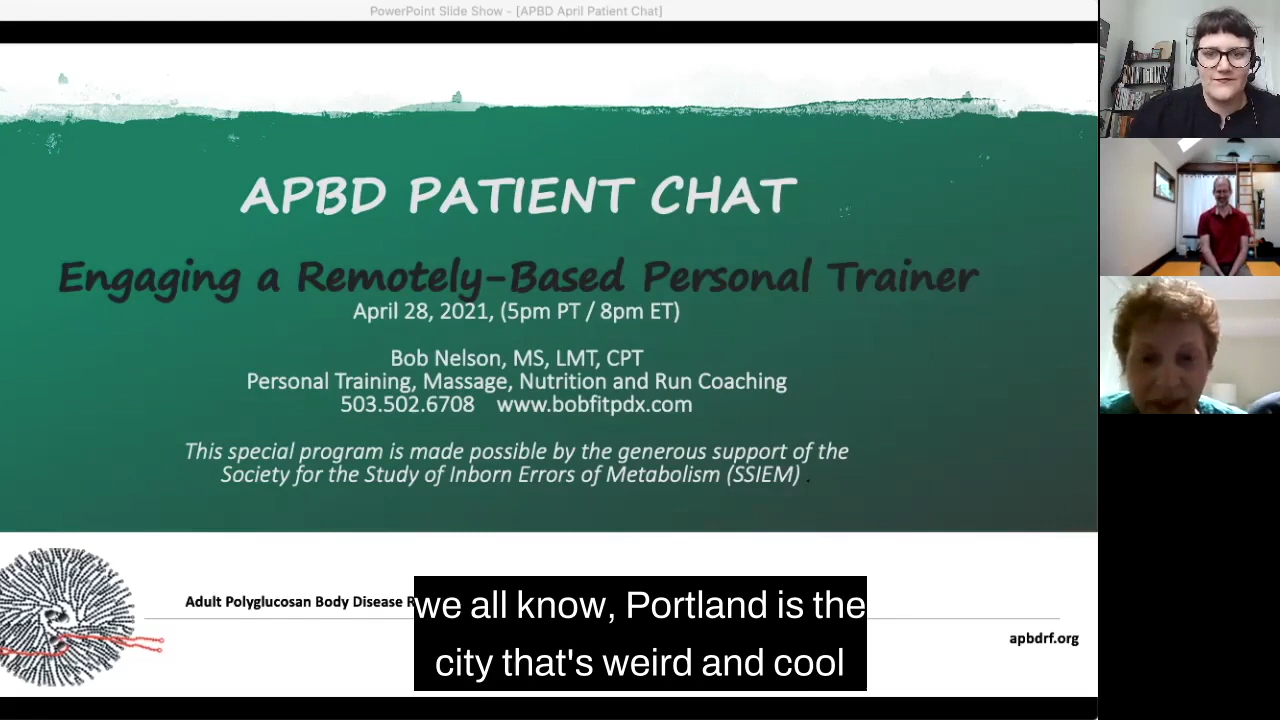 PowerPoint Slide Show - [APBD April Patient Chat]
APBD PATIENT CHAT
Engaging a Remotely-Based Personal Trainer
April 28, 2021, (5pm PT / 8pm ET)
Bob Nelson, MS, LMT, CPT
Personal Training, Massage, Nutrition and Run Coaching
503.502.6708 www.bobfitpdx.com
This special program is made possible by the generous support of the
Society for the Study of Inborn Errors of Metabolism (SSIEM) .
Adult Polyglucosan Body Disease R
we all know, Portland is the
city that's weird and cool
apbdrf.org